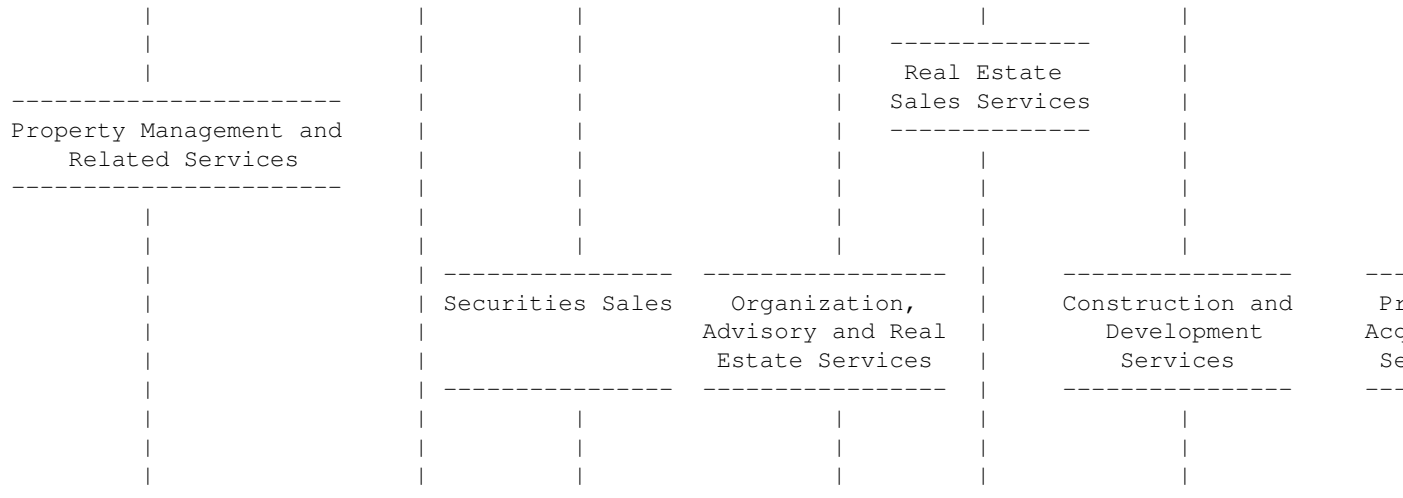 Real Estate
Sales Services
Property Management and
Related Services
Securities Sales
Organization,
Advisory and Real
Estate Services
Construction and
Development
Services